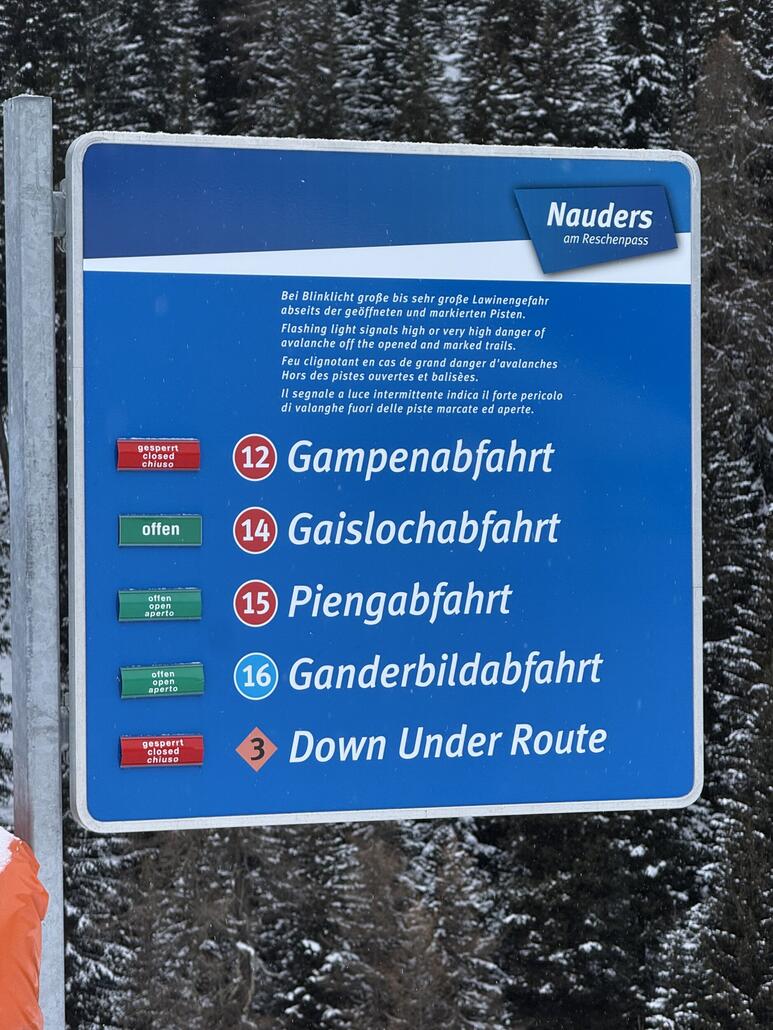 Nauders
am Reschenpass
Bei Blinklicht große bis sehr große Lawinengefahr
abseits der geöffneten und markierten Pisten.
Flashing light signals high or very high danger of
avalanche off the opened and marked trails.
Feu clignotant en cas de grand danger d'avalanches
Hors des pistes ouvertes et balisèes.
Il segnale a luce intermittente indica il forte pericolo
di valanghe fuori delle piste marcate ed aperte.
gesperrt
closed
chiuso
12 Gampenabfahrt
offen
14 Gaislochabfahrt
offen
open
aperto
15 Piengabfahrt
offen
open
aperto
16 Ganderbildabfahrt
gesperrt
closed
chiuso
3 Down Under Route